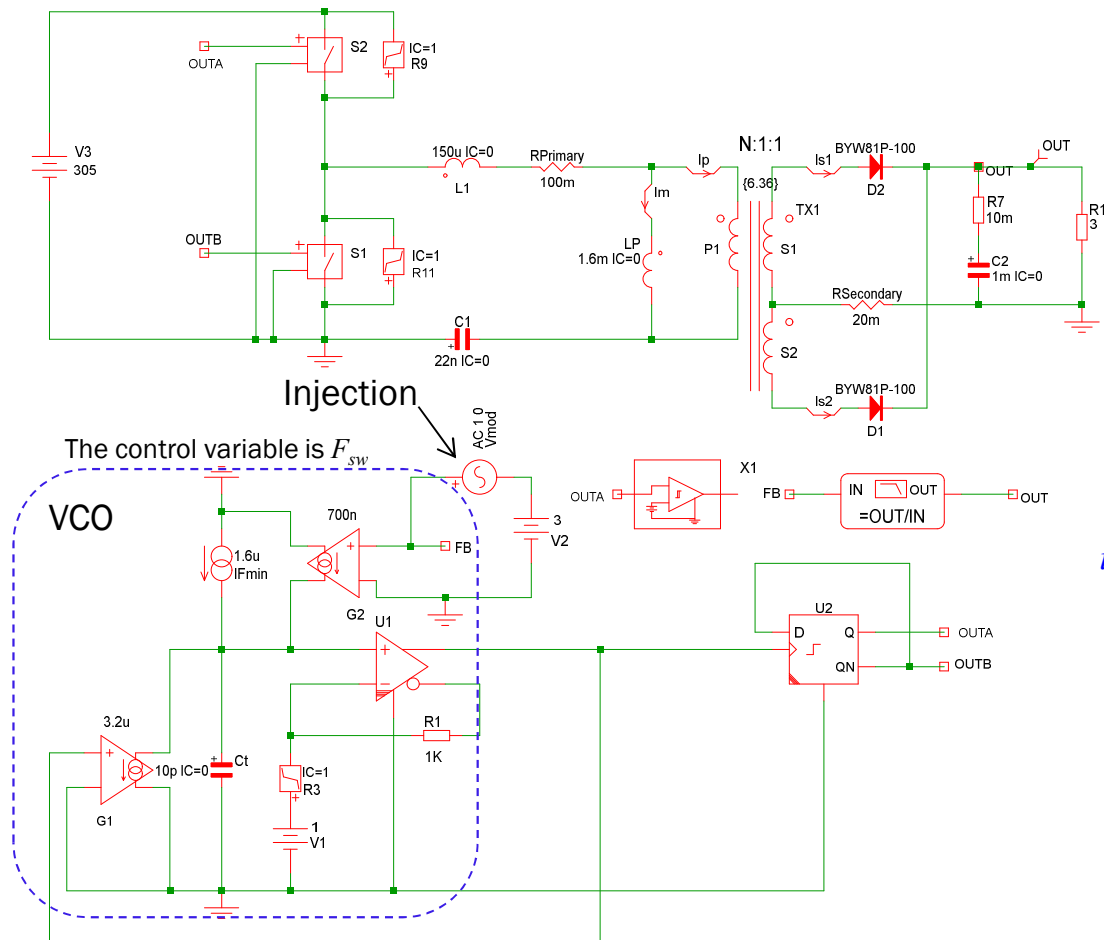 S2
IC=1
R9
OUTA
V3
305
N:1:1
BYW81P-100
OUT
150u IC=0
RPrimary
Ip
Is1
OUT
L1
100m
{6.36}
D2
R7
10m
R1
3
Im
TX1
OUTB
S1
IC=1
R11
LP
1.6m IC=0
P1
S1
C2
1m IC=0
RSecondary
20m
C1
22n IC=0
S2
Injection
BYW81P-100
Is2
D1
AC 1 0
Vmod
The control variable is Fsw
X1
VCO
OUTA
FB
IN
OUT
OUT
=OUT/IN
700n
3
V2
FB
1.6u
IFmin
G2
U1
U2
D
Q
OUTA
QN
OUTB
3.2u
R1
1K
10p IC=0
Ct
IC=1
R3
G1
1
V1